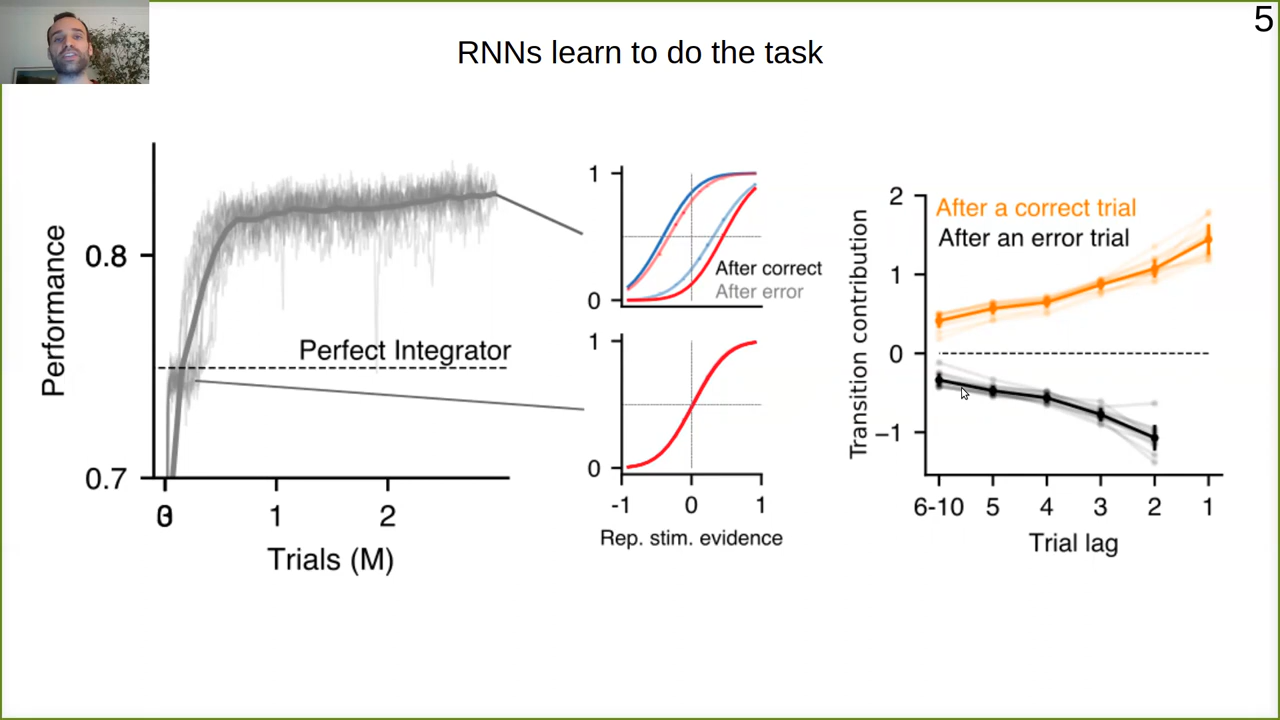 5
RNNs learn to do the task
Performance
0.8
0.7
Perfect Integrator
0
1
2
Trials (M)
1
0
After correct
After error
1
0
-1 0 1
Rep. stim. evidence
Transition contribution
2
1
0
−1
After a correct trial
After an error trial
6-10 5 4 3 2 1
Trial lag